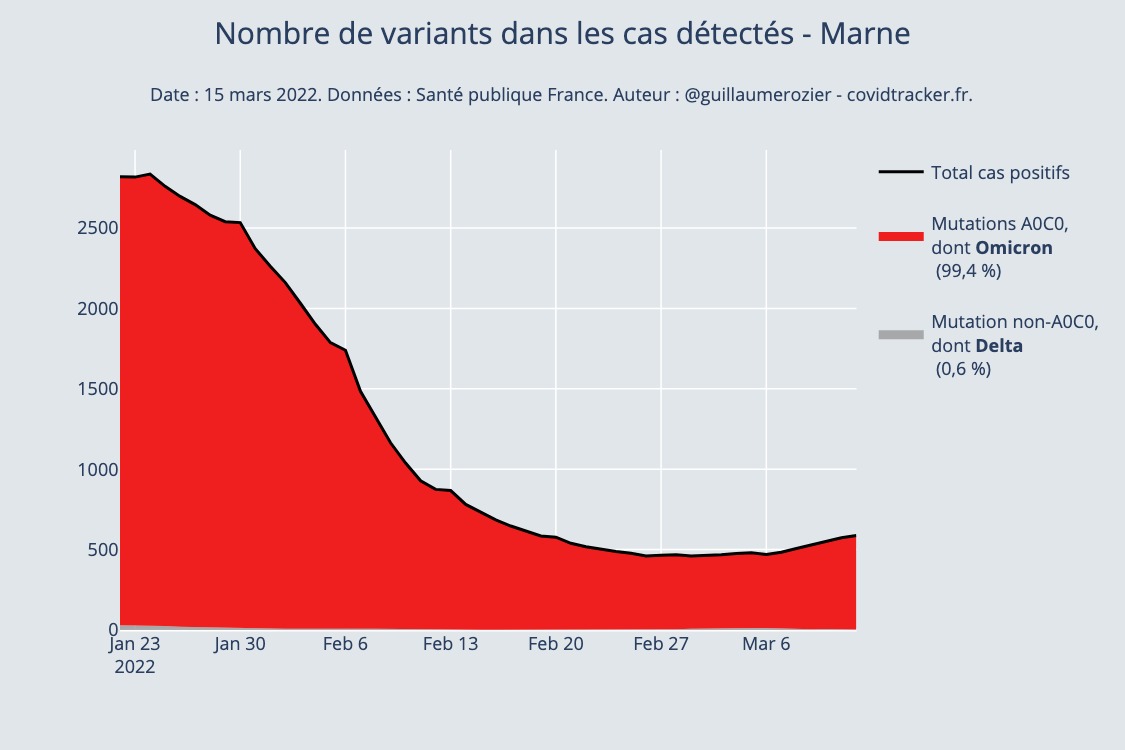 Nombre de variants dans les cas détectés - Marne
Date : 15 mars 2022. Données : Santé publique France. Auteur : @guillaumerozier - covidtracker.fr.
Total cas positifs
Mutations A0C0,
dont Omicron
(99,4 %)
Mutation non-A0C0,
dont Delta
(0,6 %)
2500
2000
1500
1000
500
0
Jan 23 Jan 30 Feb 6 Feb 13 Feb 20 Feb 27 Mar 6
2022